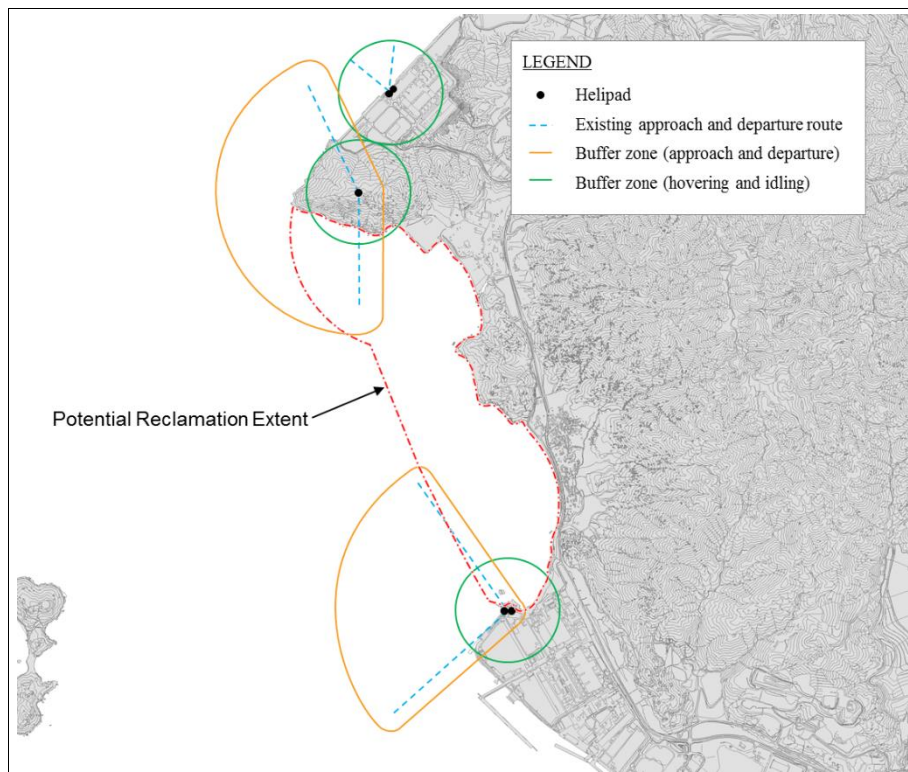 LEGEND
Helipad
Existing approach and departure route
Buffer zone (approach and departure)
Buffer zone (hovering and idling)
Potential Reclamation Extent